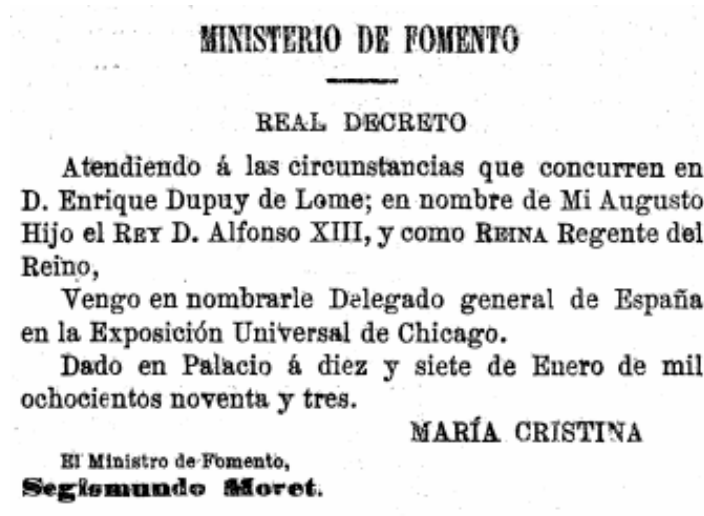 MINISTERIO DE FOMENTO
REAL DECRETO
Atendiendo á las circunstancias que concurren en
D. Enrique Dupuy de Lome; en nombre de Mi Augusto
Hijo el REY D. Alfonso XIII, y como REINA Regente del
Reino,
Vengo en nombrarle Delegado general de España
en la Exposición Universal de Chicago.
Dado en Palacio á diez y siete de Enero de mil
ochocientos noventa y tres.
MARÍA CRISTINA
El Ministro de Fomento,
Segismundo Moret.